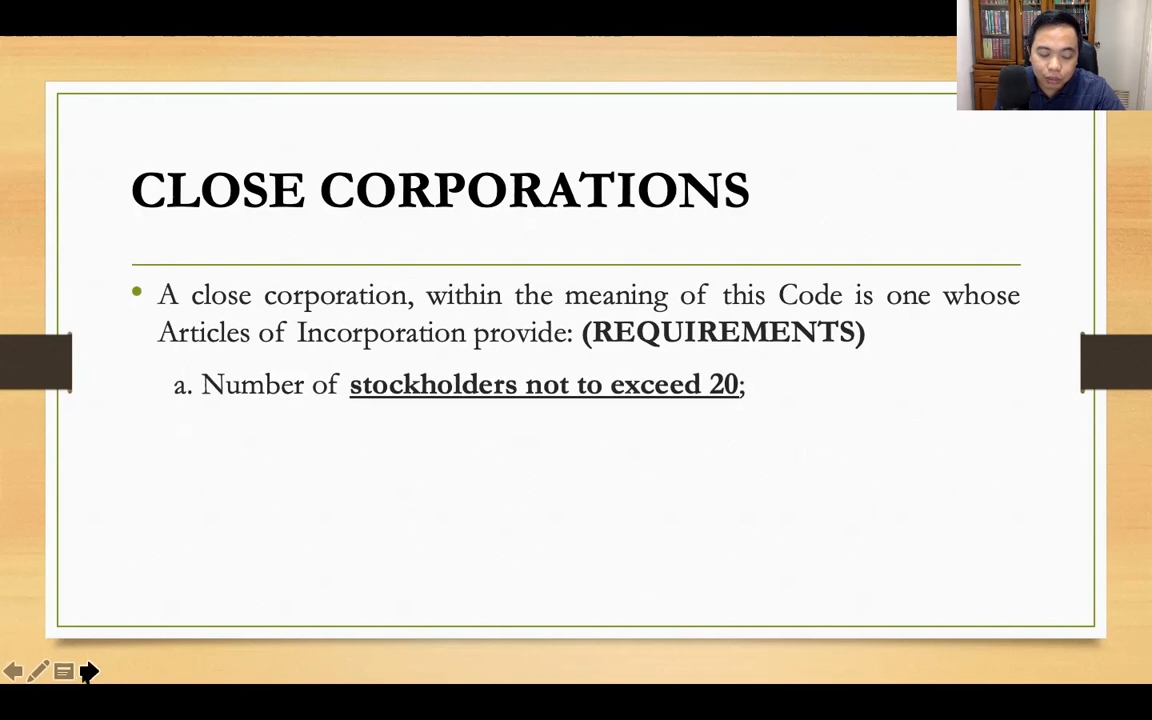 CLOSE CORPORATIONS
• A close corporation, within the meaning of this Code is one whose
Articles of Incorporation provide: (REQUIREMENTS)
a. Number of stockholders not to exceed 20;